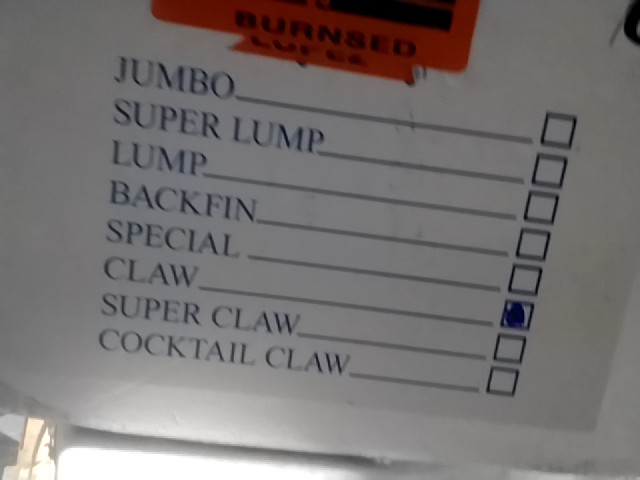 BURNSED
JUMBO
SUPER LUMP
LUMP
BACKFIN
SPECIAL
CLAW
SUPER CLAW
COCKTAIL CLAW